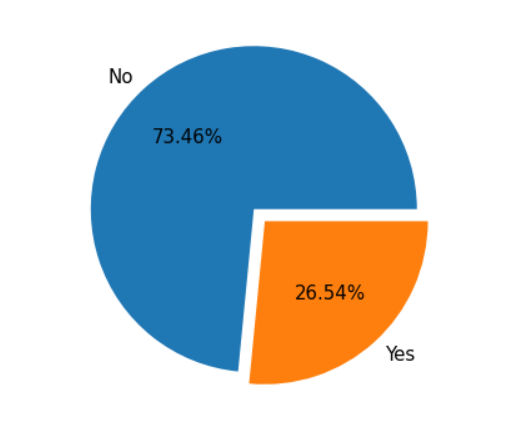 No
73.46%
26.54%
Yes